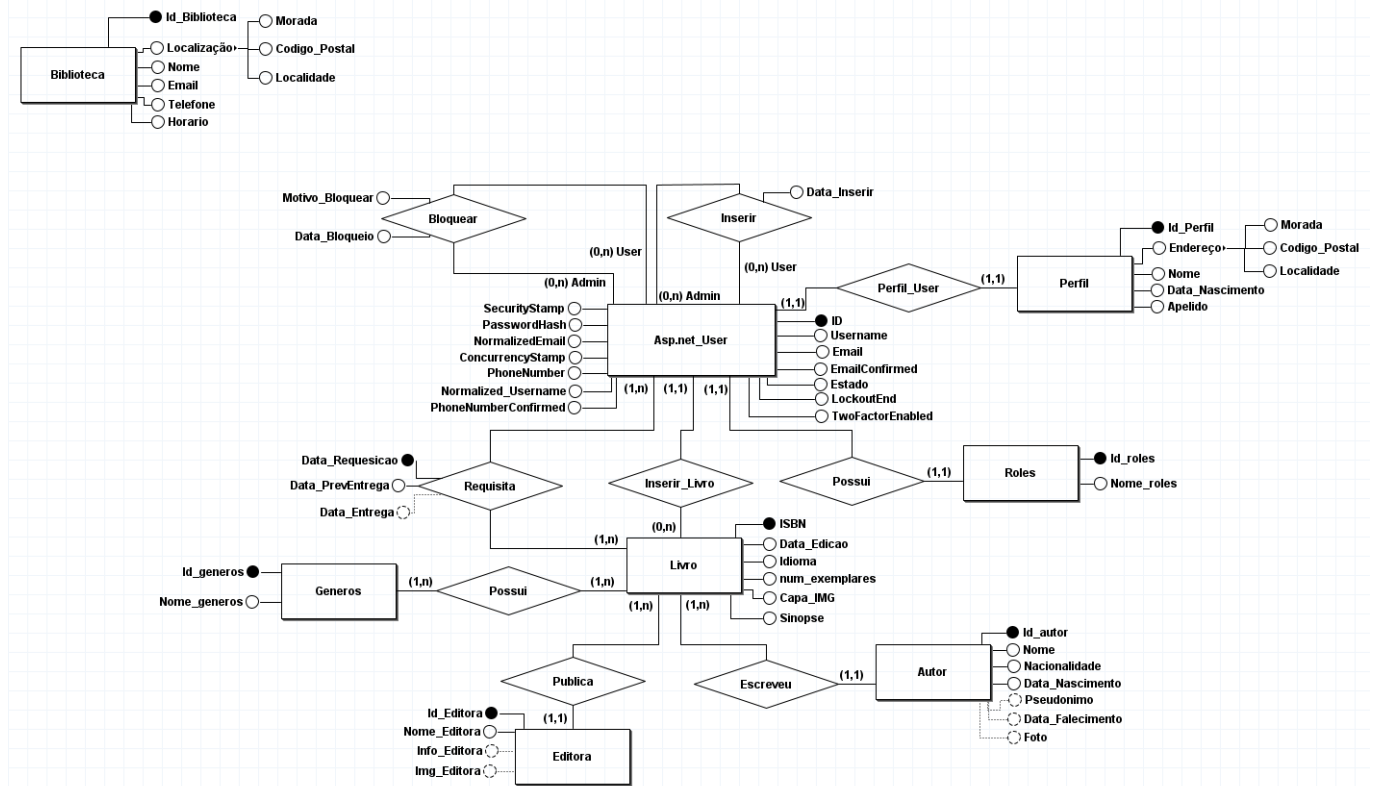 Id_Biblioteca
Morada
Localização
Codigo_Postal
Biblioteca
Nome
Localidade
Email
Telefone
Horario
Motivo_Bloquear
Bloquear
Data_Bloqueio
(0,n) User
(0,n) Admin
Data_Inserir
Inserir
(0,n) User
(0,n) Admin
Perfil_User
(1,1)
(1,1)
Id_Perfil
Morada
Endereço
Codigo_Postal
Perfil
Nome
Localidade
Data_Nascimento
Apelido
SecurityStamp
PasswordHash
NormalizedEmail
ConcurrencyStamp
PhoneNumber
Normalized_Username
PhoneNumberConfirmed
Asp.net_User
ID
Username
Email
EmailConfirmed
Estado
LockoutEnd
TwoFactorEnabled
(1,n)
(1,1)
(1,1)
Data_Requesicao
Data_PrevEntrega
Data_Entrega
Requisita
Inserir_Livro
Possui
(1,1)
Roles
Id_roles
Nome_roles
(1,n)
(0,n)
ISBN
Data_Edicao
Livro
Idioma
num_exemplares
Capa_IMG
Sinopse
Id_generos
Nome_generos
Generos
(1,n)
Possui
(1,n)
(1,n)
(1,n)
Publica
Escreveu
(1,1)
Autor
Id_autor
Nome
Nacionalidade
Data_Nascimento
Pseudonimo
Data_Falecimento
Foto
Id_Editora
(1,1)
Nome_Editora
Info_Editora
Img_Editora
Editora